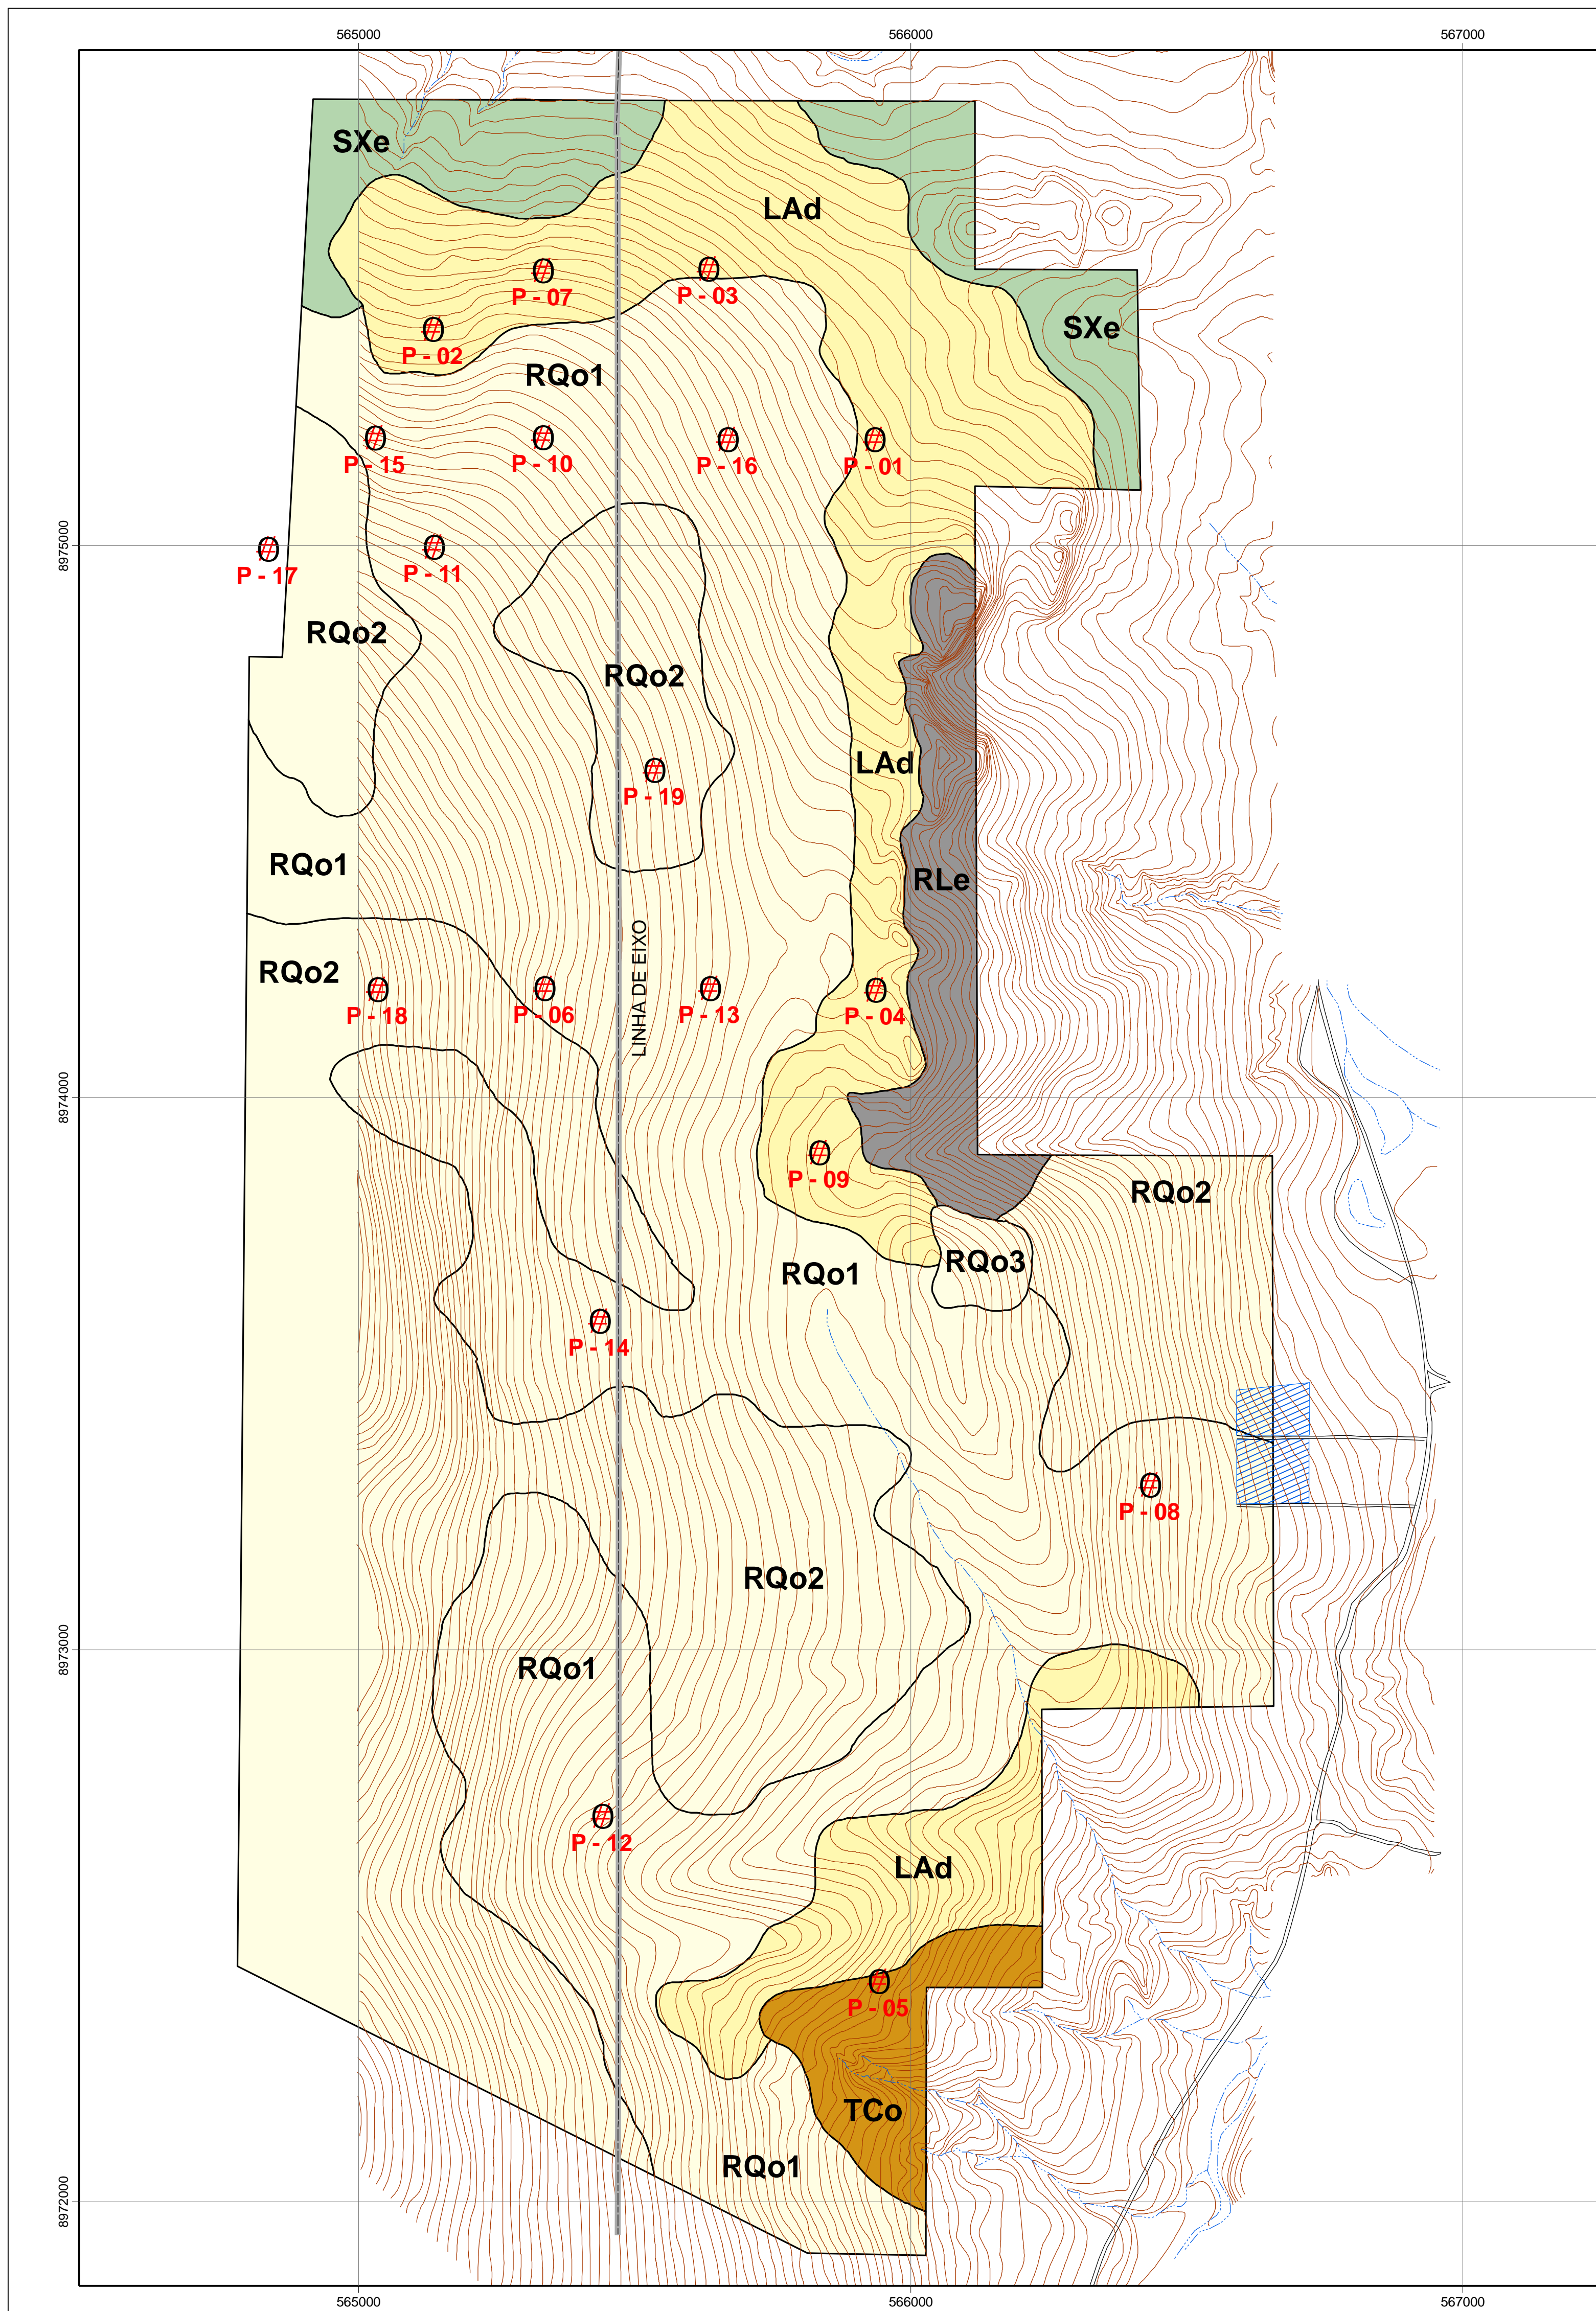 565000
566000
567000
SXe
LAd
P - 07
P - 03
SXe
P - 02
RQo1
P - 15
P - 10
P - 16
P - 01
8975000
P - 17
P - 11
RQo2
RQo2
LAd
P - 19
RQo1
RLe
LINHA DE EIXO
RQo2
P - 18
P - 06
P - 13
P - 04
8974000
P - 09
RQo2
RQo1
RQo3
P - 14
P - 08
RQo2
8973000
RQo1
P - 12
LAd
P - 05
TCo
RQo1
8972000
565000
566000
567000